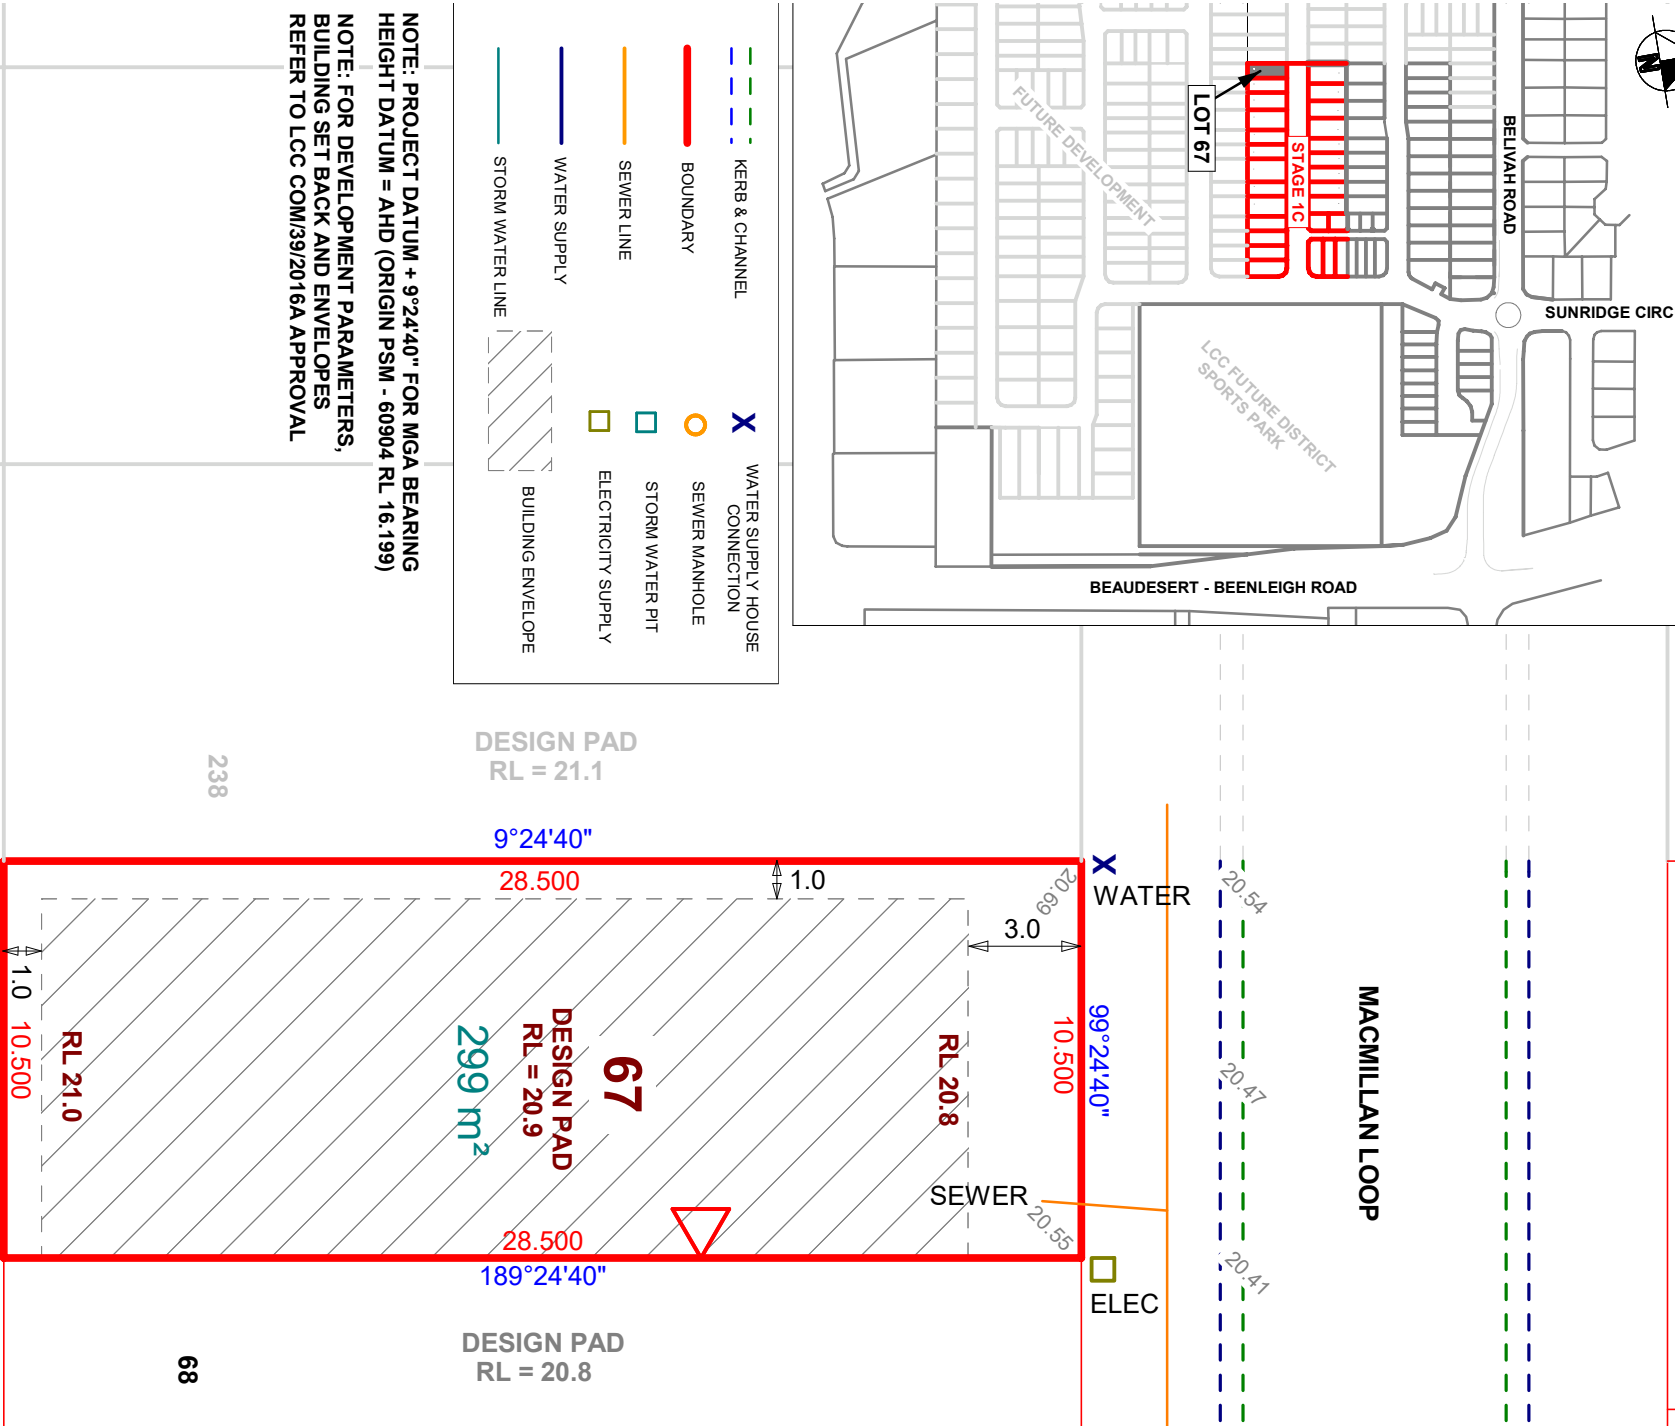 NOTE: PROJECT DATUM + 9°24'40" FOR MGA BEARING
HEIGHT DATUM = AHD (ORIGIN PSM - 60904 RL 16.199)
NOTE: FOR DEVELOPMENT PARAMETERS,
BUILDING SET BACK AND ENVELOPES
REFER TO LCC COM/39/2016A APPROVAL
KERB & CHANNEL
BOUNDARY
SEWER LINE
WATER SUPPLY
STORM WATER LINE
X
WATER SUPPLY HOUSE
CONNECTION
SEWER MANHOLE
STORM WATER PIT
ELECTRICITY SUPPLY
BUILDING ENVELOPE
N
LOT 67
STAGE 1C
FUTURE DEVELOPMENT
BELIVAH ROAD
SUNRIDGE CIRC
LCC FUTURE DISTRICT
SPORTS PARK
BEAUDESERT - BEENLEIGH ROAD
238
DESIGN PAD
RL = 21.1
9°24'40"
28.500
1.0
20.69
X
WATER
3.0
1.0
10.500
RL 21.0
67
DESIGN PAD
RL = 20.9
299 m²
RL 20.8
10.500
99°24'40"
20.54
20.47
20.41
MACMILLAN LOOP
SEWER
20.55
28.500
189°24'40"
ELEC
DESIGN PAD
RL = 20.8
68